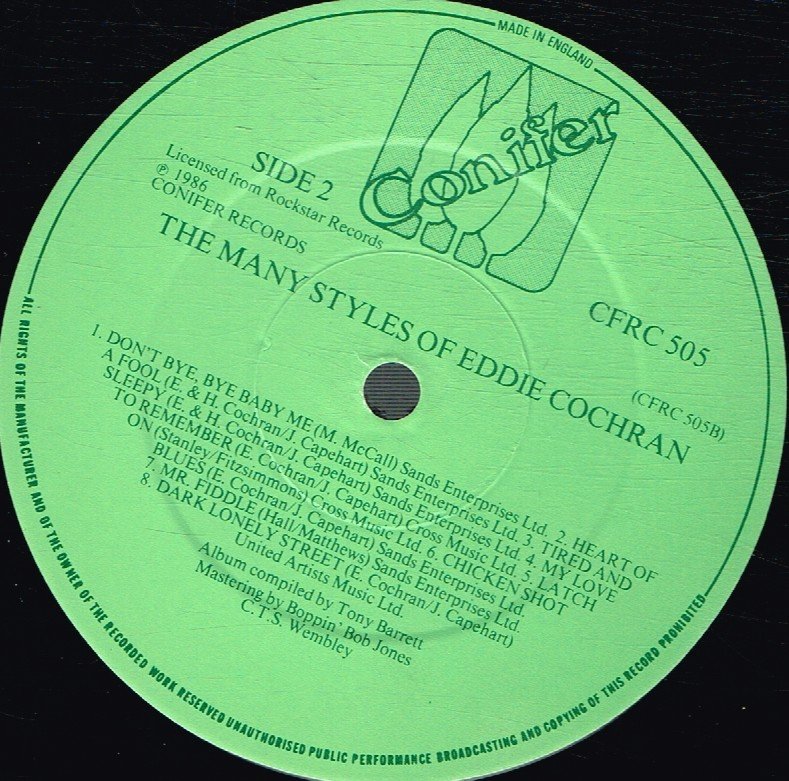 MADE IN ENGLAND
Conifer
SIDE 2
Licensed from Rockstar Records
℗ 1986
CONIFER RECORDS
CFRC 505
(CFRC 505B)
THE MANY STYLES OF EDDIE COCHRAN
1. DON'T BYE, BYE BABY ME (M. McCall) Sands Enterprises Ltd. 2. HEART OF
A FOOL (E. & H. Cochran/J. Capehart) Sands Enterprises Ltd. 3. TIRED AND
SLEEPY (E. & H. Cochran/J. Capehart) Sands Enterprises Ltd. 4. MY LOVE
TO REMEMBER (E. Cochran/J. Capehart) Cross Music Ltd. 5. LATCH
ON (Stanley/Fitzsimmons) Cross Music Ltd. 6. CHICKEN SHOT
BLUES (E. Cochran/J. Capehart) Sands Enterprises Ltd.
7. MR. FIDDLE (Hall/Matthews) Sands Enterprises Ltd.
8. DARK LONELY STREET (E. Cochran/J. Capehart)
United Artists Music Ltd.
Album compiled by Tony Barrett
Mastering by Boppin' Bob Jones
C.T.S. Wembley
ALL RIGHTS OF THE MANUFACTURER AND OF THE OWNER OF THE RECORDED WORK RESERVED UNAUTHORISED PUBLIC PERFORMANCE BROADCASTING AND COPYING OF THIS RECORD PROHIBITED